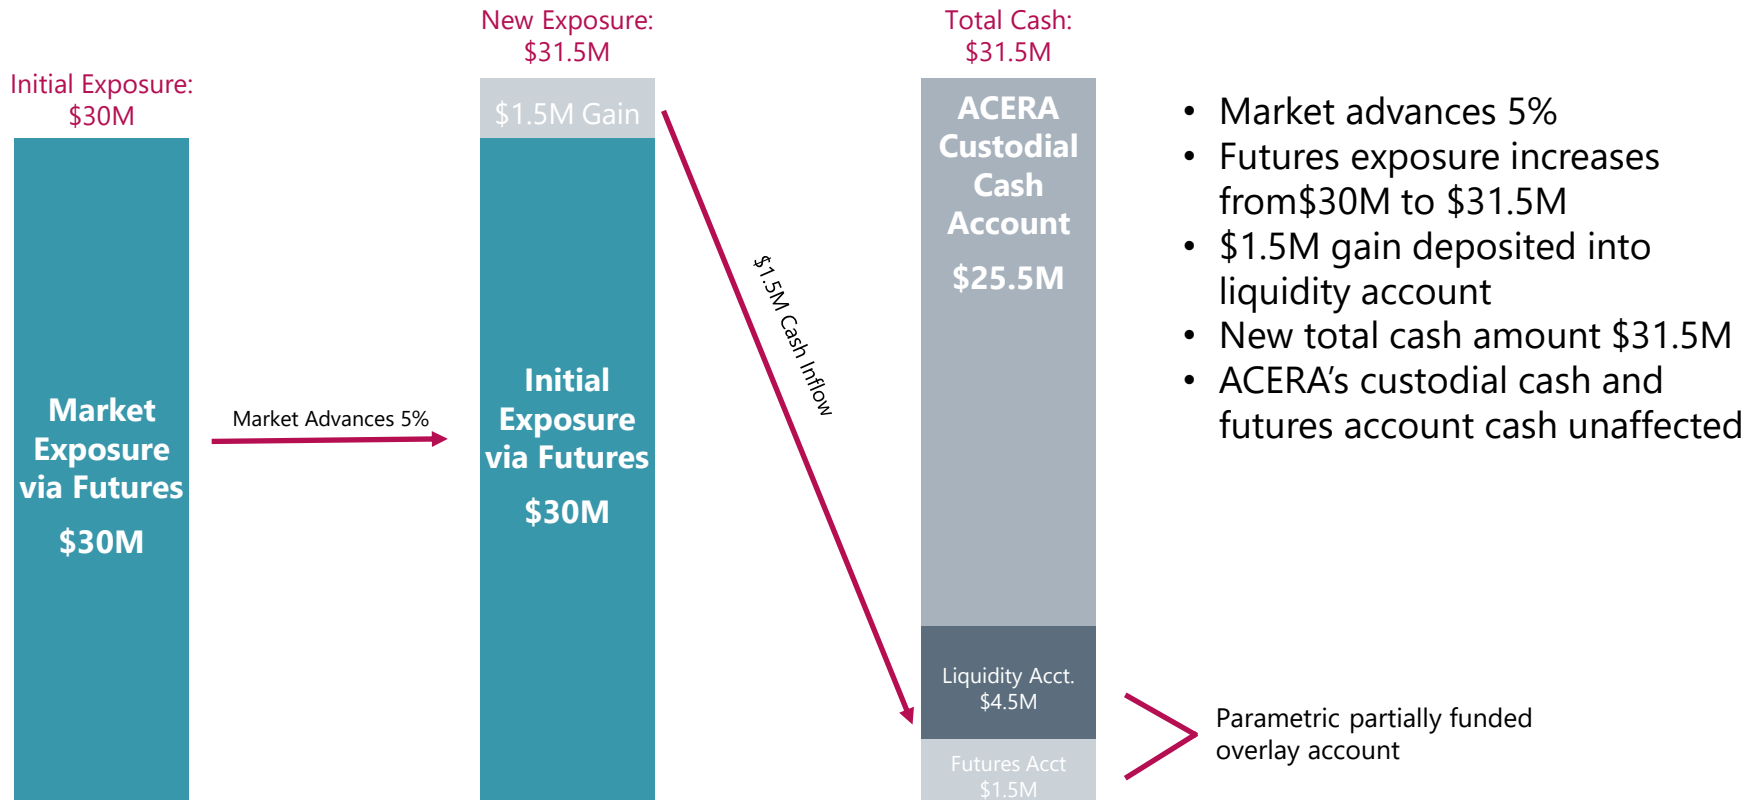 Initial Exposure:
$30M
Market
Exposure
via Futures
$30M
Market Advances 5%
New Exposure:
$31.5M
$1.5M Gain
Initial
Exposure
via Futures
$30M
$1.5M Cash Inflow
Total Cash:
$31.5M
ACERA
Custodial
Cash
Account
$25.5M
Liquidity Acct.
$4.5M
Futures Acct
$1.5M
• Market advances 5%
• Futures exposure increases
from$30M to $31.5M
• $1.5M gain deposited into
liquidity account
• New total cash amount $31.5M
• ACERA’s custodial cash and
futures account cash unaffected
Parametric partially funded
overlay account